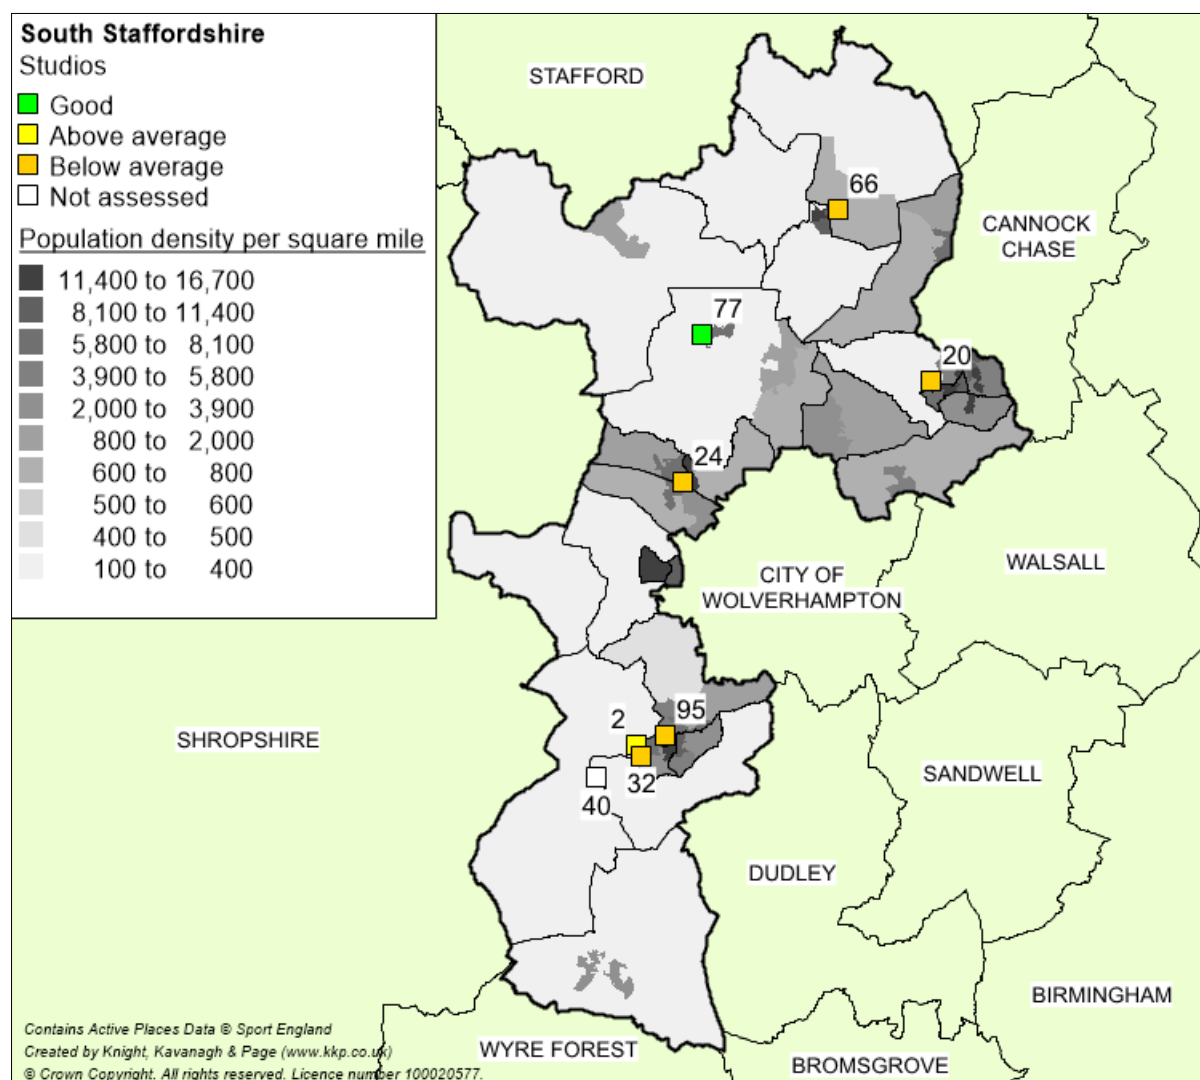 South Staffordshire
Studios
Good
Above average
Below average
Not assessed
Population density per square mile
11,400 to 16,700
8,100 to 11,400
5,800 to 8,100
3,900 to 5,800
2,000 to 3,900
800 to 2,000
600 to 800
500 to 600
400 to 500
100 to 400
STAFFORD
66
CANNOCK
CHASE
77
20
24
WALSALL
CITY OF
WOLVERHAMPTON
2
95
SHROPSHIRE
SANDWELL
32
40
DUDLEY
BIRMINGHAM
WYRE FOREST
BROMSGROVE
Contains Active Places Data © Sport England
Created by Knight, Kavanagh & Page (www.kkp.co.uk)
© Crown Copyright. All rights reserved. Licence number 100020577.